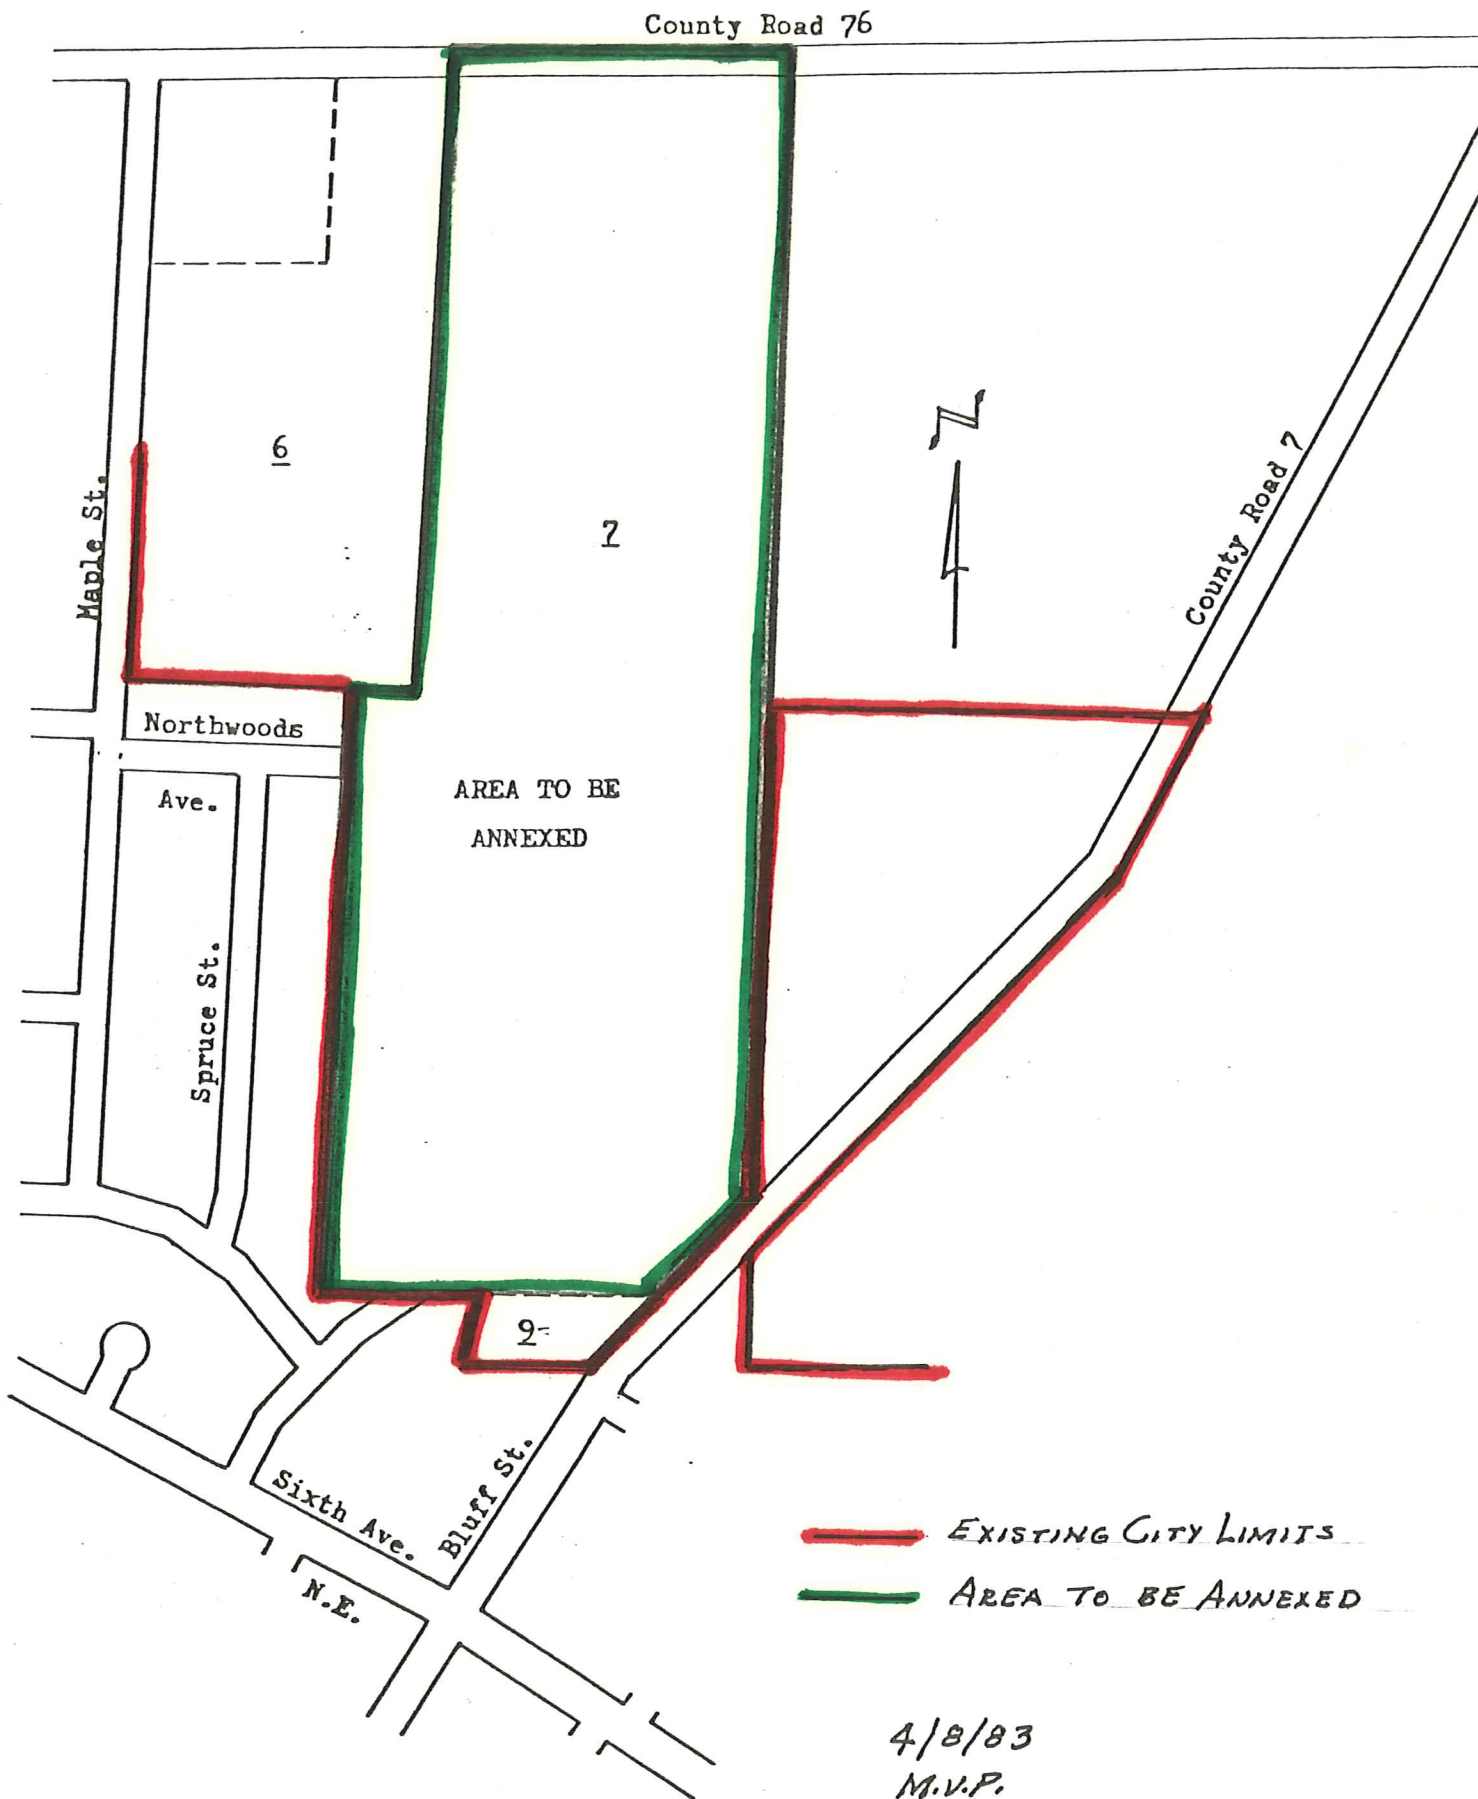 County Road 76
6
7
Maple St.
County Road 7
Northwoods
Ave.
AREA TO BE
ANNEXED
Spruce St.
9
Sixth Ave.
N.E.
Bluff St.
EXISTING CITY LIMITS
AREA TO BE ANNEXED
4/8/83
M.V.P.
N